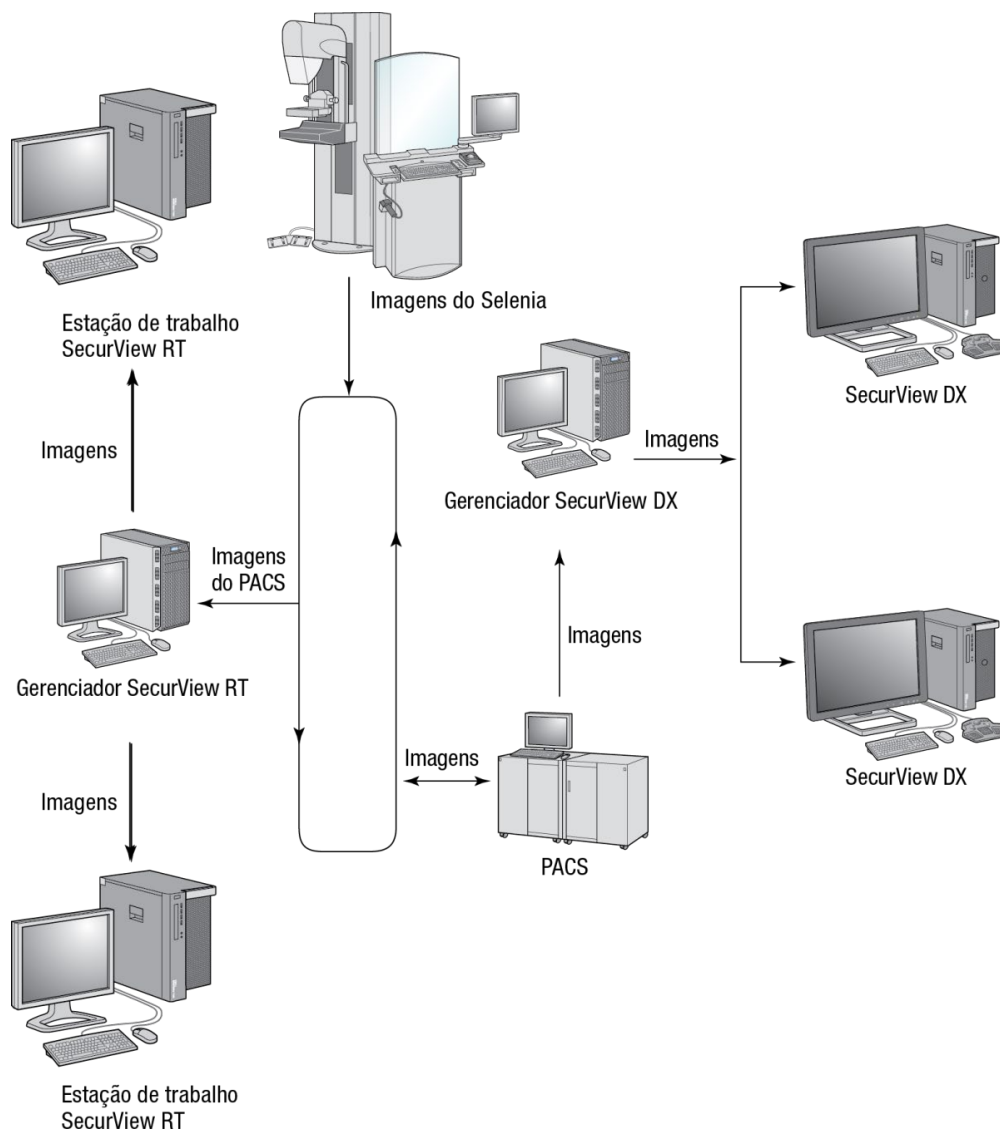 Estação de trabalho
SecurView RT
Imagens do Selenia
SecurView DX
Imagens
Imagens
Gerenciador SecurView DX
Imagens
do PACS
Imagens
Gerenciador SecurView RT
Imagens
SecurView DX
Imagens
PACS
Estação de trabalho
SecurView RT